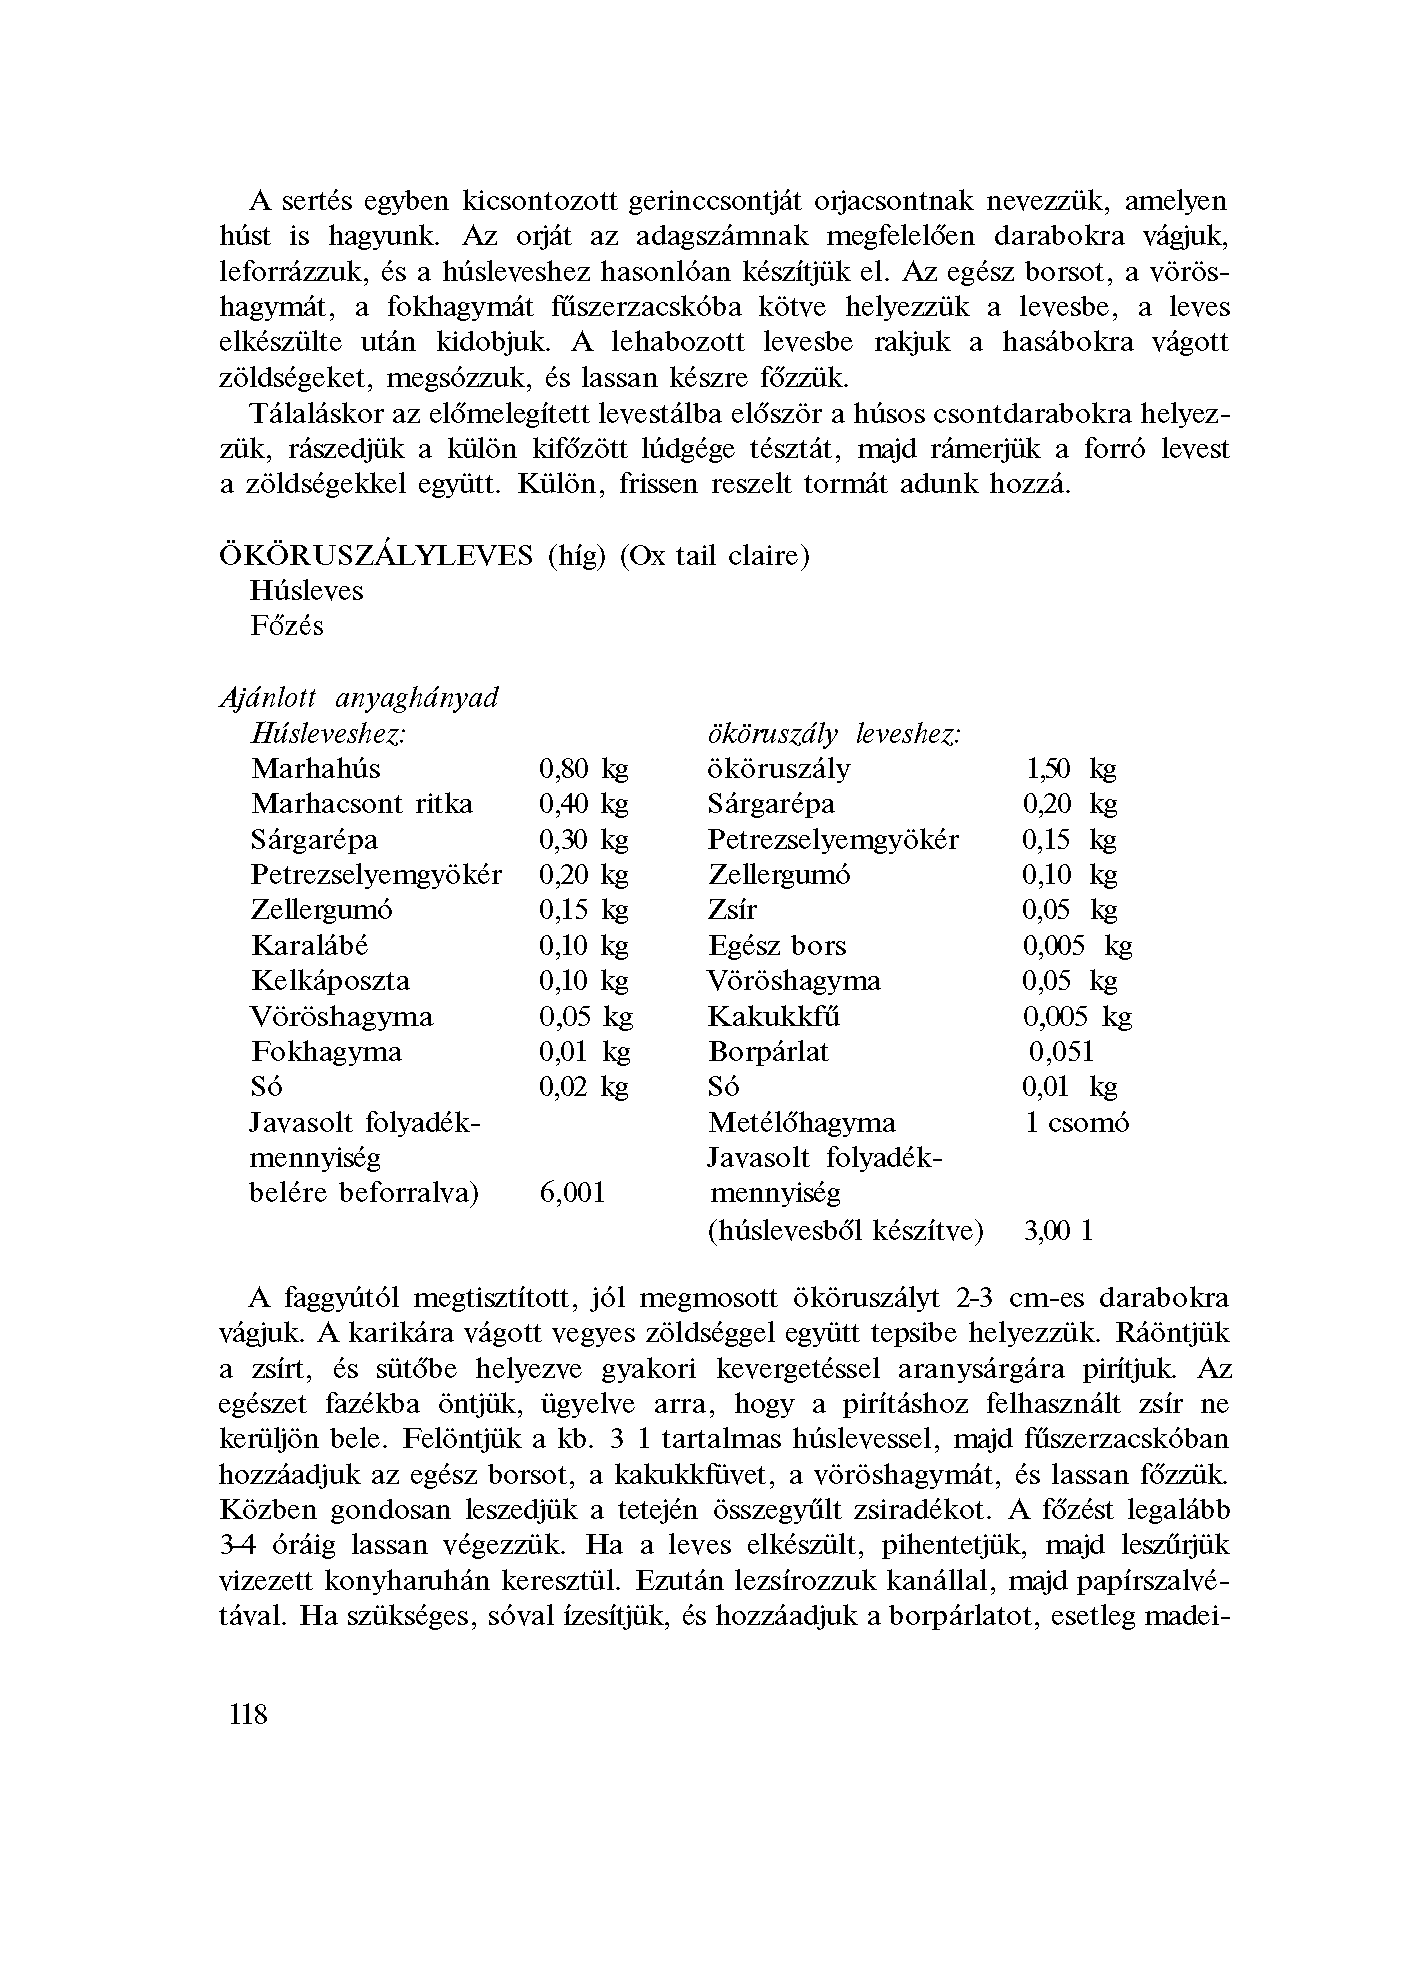 A sertés egyben kicsontozott gerinccsontját orjacsontnak nevezzük, amelyen
húst is hagyunk. Az orját az adagszámnak megfelelően darabokra vágjuk,
leforrázzuk, és a húsleveshez hasonlóan készítjük el. Az egész borsot, a vörös-
hagymát, a fokhagymát fűszerzacskóba kötve helyezzük a levesbe, a leves
elkészülte után kidobjuk. A lehabozott levesbe rakjuk a hasábokra vágott
zöldségeket, megsózzuk, és lassan készre főzzük.
Tálaláskor az előmelegített levestálba először a húsos csontdarabokra helyez-
zük, rászedjük a külön kifőzött lúdgége tésztát, majd rámerjük a forró levest
a zöldségekkel együtt. Külön, frissen reszelt tormát adunk hozzá.
ÖKÖRUSZÁLYLEVES (híg) (Ox tail claire)
Húsleves
Főzés
Ajánlott anyaghányad
Húsleveshez: ököruszály leveshez:
Marhahús 0,80 kg ököruszály 1,50 kg
Marhacsont ritka 0,40 kg Sárgarépa 0,20 kg
Sárgarépa 0,30 kg Petrezselyemgyökér 0,15 kg
Petrezselyemgyökér 0,20 kg Zellergumó 0,10 kg
Zellergumó 0,15 kg Zsír 0,05 kg
Karalábé 0,10 kg Egész bors 0,005 kg
Kelkáposzta 0,10 kg Vöröshagyma 0,05 kg
Vöröshagyma 0,05 kg Kakukkfű 0,005 kg
Fokhagyma 0,01 kg Borpárlat 0,051
Só 0,02 kg Só 0,01 kg
Javasolt folyadék- Metélőhagyma 1 csomó
mennyiség Javasolt folyadék-
belére beforralva) 6,001 mennyiség
(húslevesből készítve) 3,00 1
A faggyútól megtisztított, jól megmosott ököruszályt 2-3 cm-es darabokra
vágjuk. A karikára vágott vegyes zöldséggel együtt tepsibe helyezzük. Ráöntjük
a zsírt, és sütőbe helyezve gyakori kevergetéssel aranysárgára pirítjuk. Az
egészet fazékba öntjük, ügyelve arra, hogy a pirításhoz felhasznált zsír ne
kerüljön bele. Felöntjük a kb. 3 1 tartalmas húslevessel, majd fűszerzacskóban
hozzáadjuk az egész borsot, a kakukkfüvet, a vöröshagymát, és lassan főzzük.
Közben gondosan leszedjük a tetején összegyűlt zsiradékot. A főzést legalább
3-4 óráig lassan végezzük. Ha a leves elkészült, pihentetjük, majd leszűrjük
vizezett konyharuhán keresztül. Ezután lezsírozzuk kanállal, majd papírszalvé-
tával. Ha szükséges, sóval ízesítjük, és hozzáadjuk a borpárlatot, esetleg madei-
118